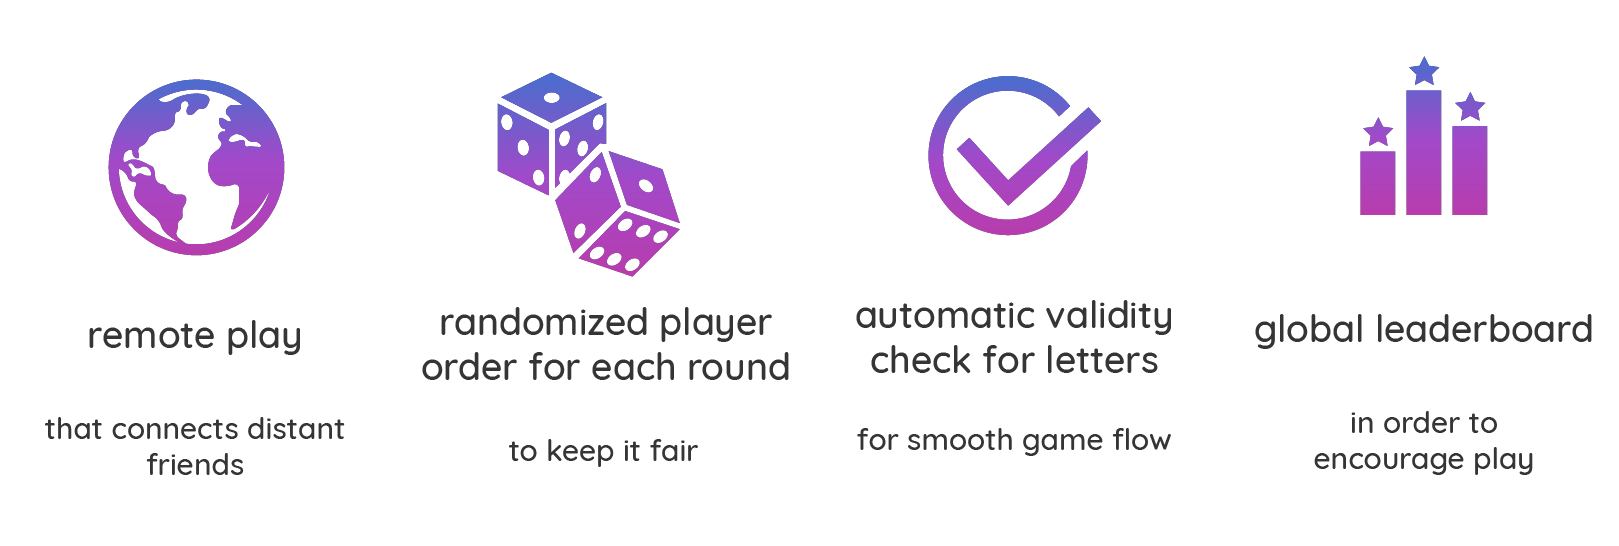 remote play
that connects distant
friends
randomized player
order for each round
to keep it fair
automatic validity
check for letters
for smooth game flow
global leaderboard
in order to
encourage play